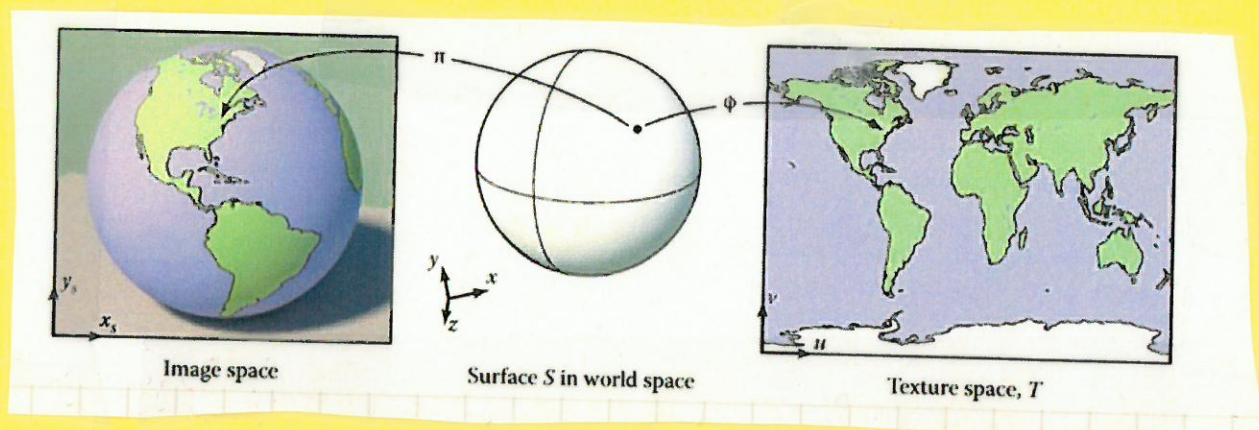 π
φ
y
x
z
yₛ
xₛ
v
u
Image space
Surface S in world space
Texture space, T